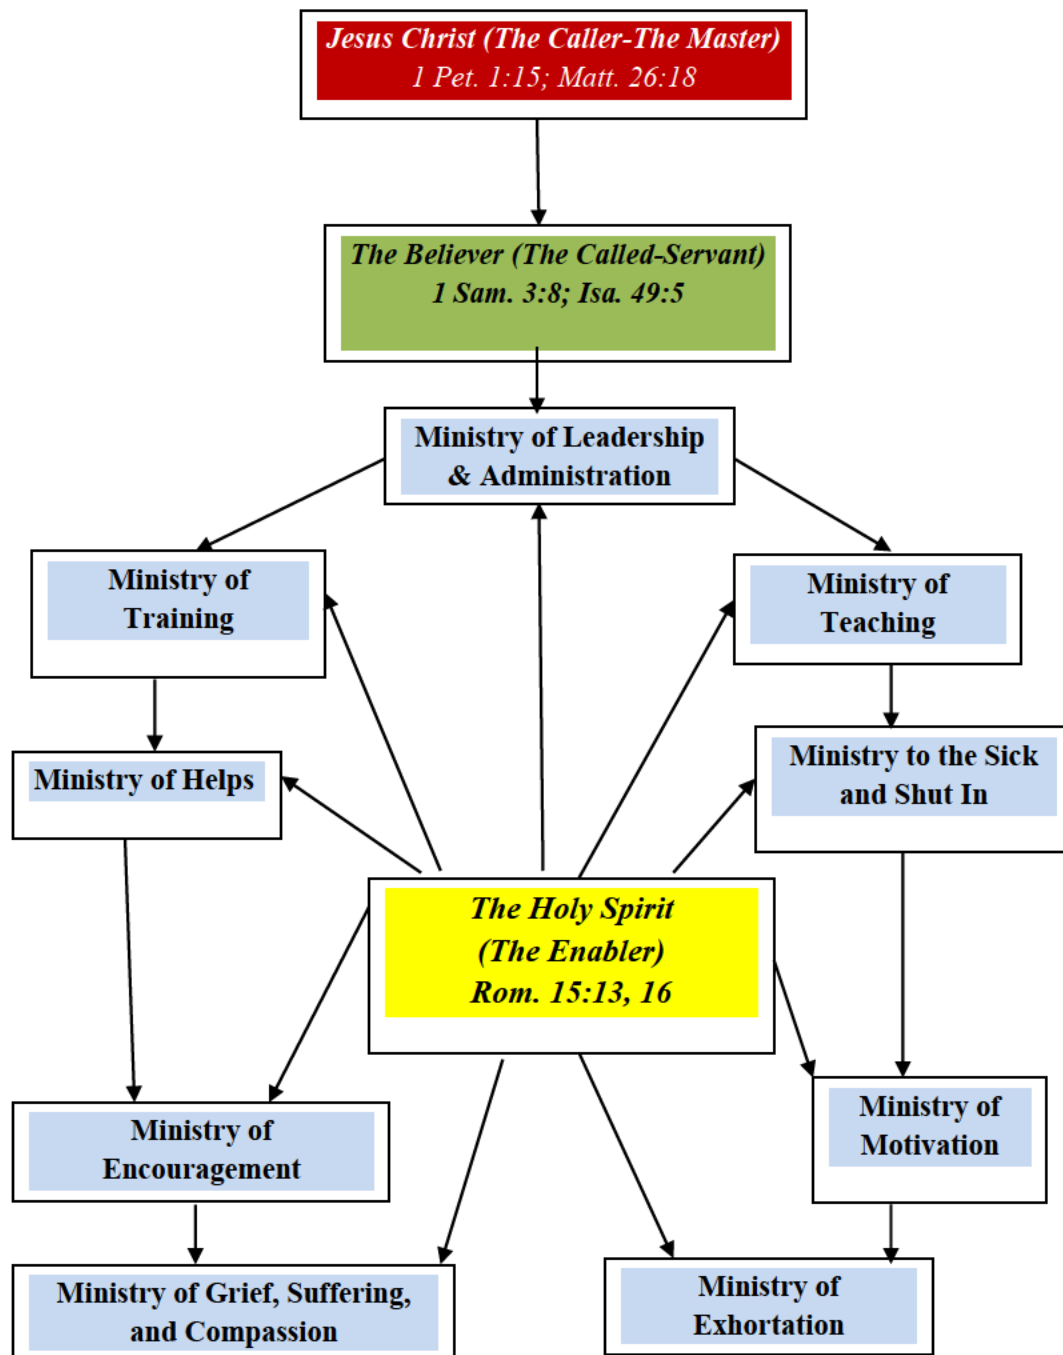 Jesus Christ (The Caller-The Master)
1 Pet. 1:15; Matt. 26:18
The Believer (The Called-Servant)
1 Sam. 3:8; Isa. 49:5
Ministry of Leadership
& Administration
Ministry of
Training
Ministry of
Teaching
Ministry of Helps
Ministry to the Sick
and Shut In
The Holy Spirit
(The Enabler)
Rom. 15:13, 16
Ministry of
Encouragement
Ministry of
Motivation
Ministry of Grief, Suffering,
and Compassion
Ministry of
Exhortation